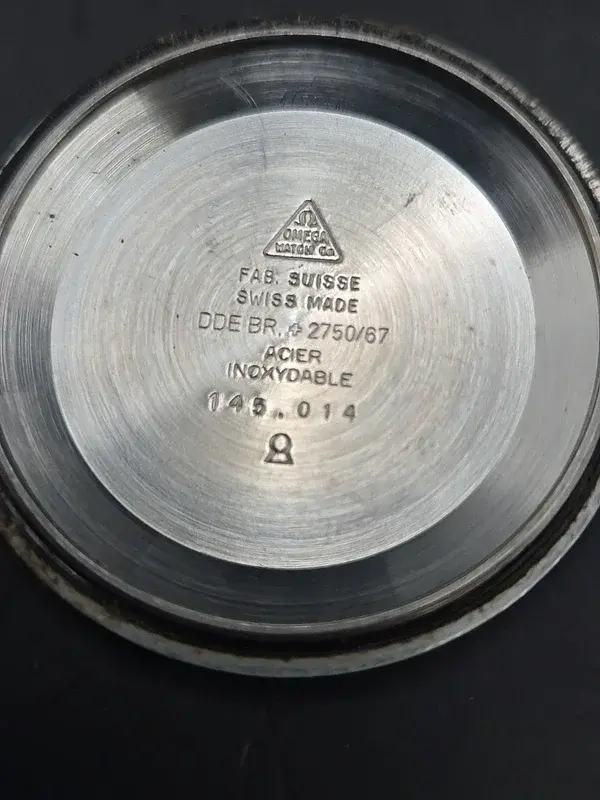 Ω
OMEGA
WATCH Co
FAB. SUISSE
SWISS MADE
DDE BR. + 2750/67
ACIER
INOXYDABLE
145.014